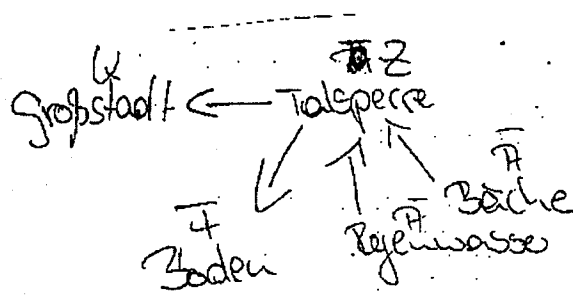 Z
Großstadt ← Talsperre
Ā
Bäche
Ā
Regenwasser
Boden